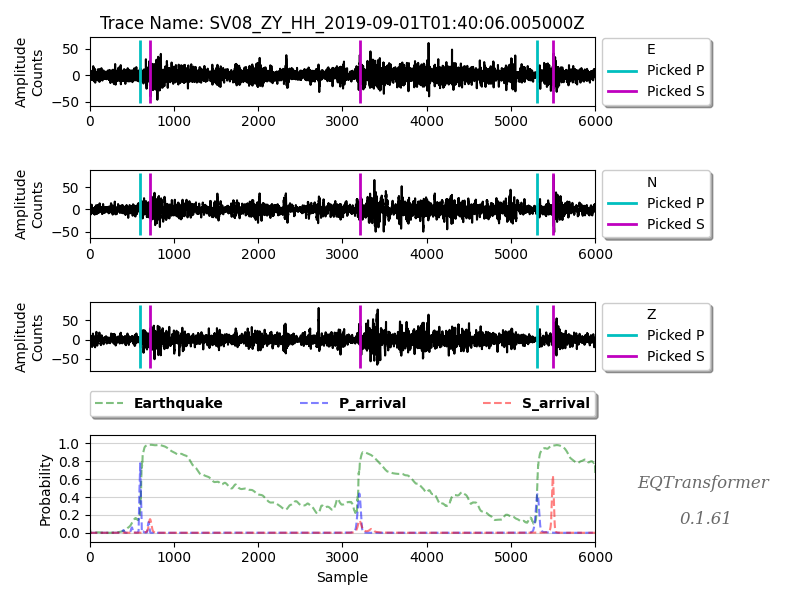 Trace Name: SV08_ZY_HH_2019-09-01T01:40:06.005000Z
Amplitude
Counts
50
0
−50
0 1000 2000 3000 4000 5000 6000
E
Picked P
Picked S
Amplitude
Counts
50
0
−50
0 1000 2000 3000 4000 5000 6000
N
Picked P
Picked S
Amplitude
Counts
50
0
−50
0 1000 2000 3000 4000 5000 6000
Z
Picked P
Picked S
Earthquake P_arrival S_arrival
Probability
1.0
0.8
0.6
0.4
0.2
0.0
0 1000 2000 3000 4000 5000 6000
Sample
EQTransformer
0.1.61